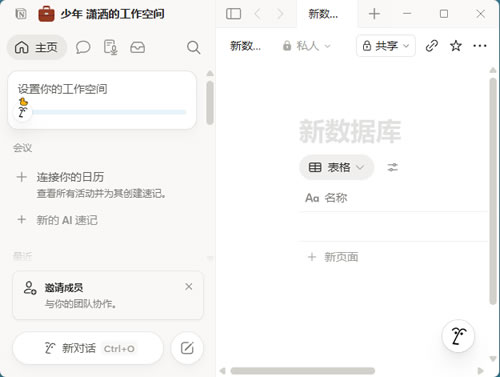 少年 潇洒的工作空间
主页
设置你的工作空间
会议
连接你的日历
查看所有活动并为其创建速记。
新的 AI 速记
最近
邀请成员
与你的团队协作。
新对话 Ctrl+O
新数...
新数... 私人 共享
新数据库
表格
Aa 名称
新页面